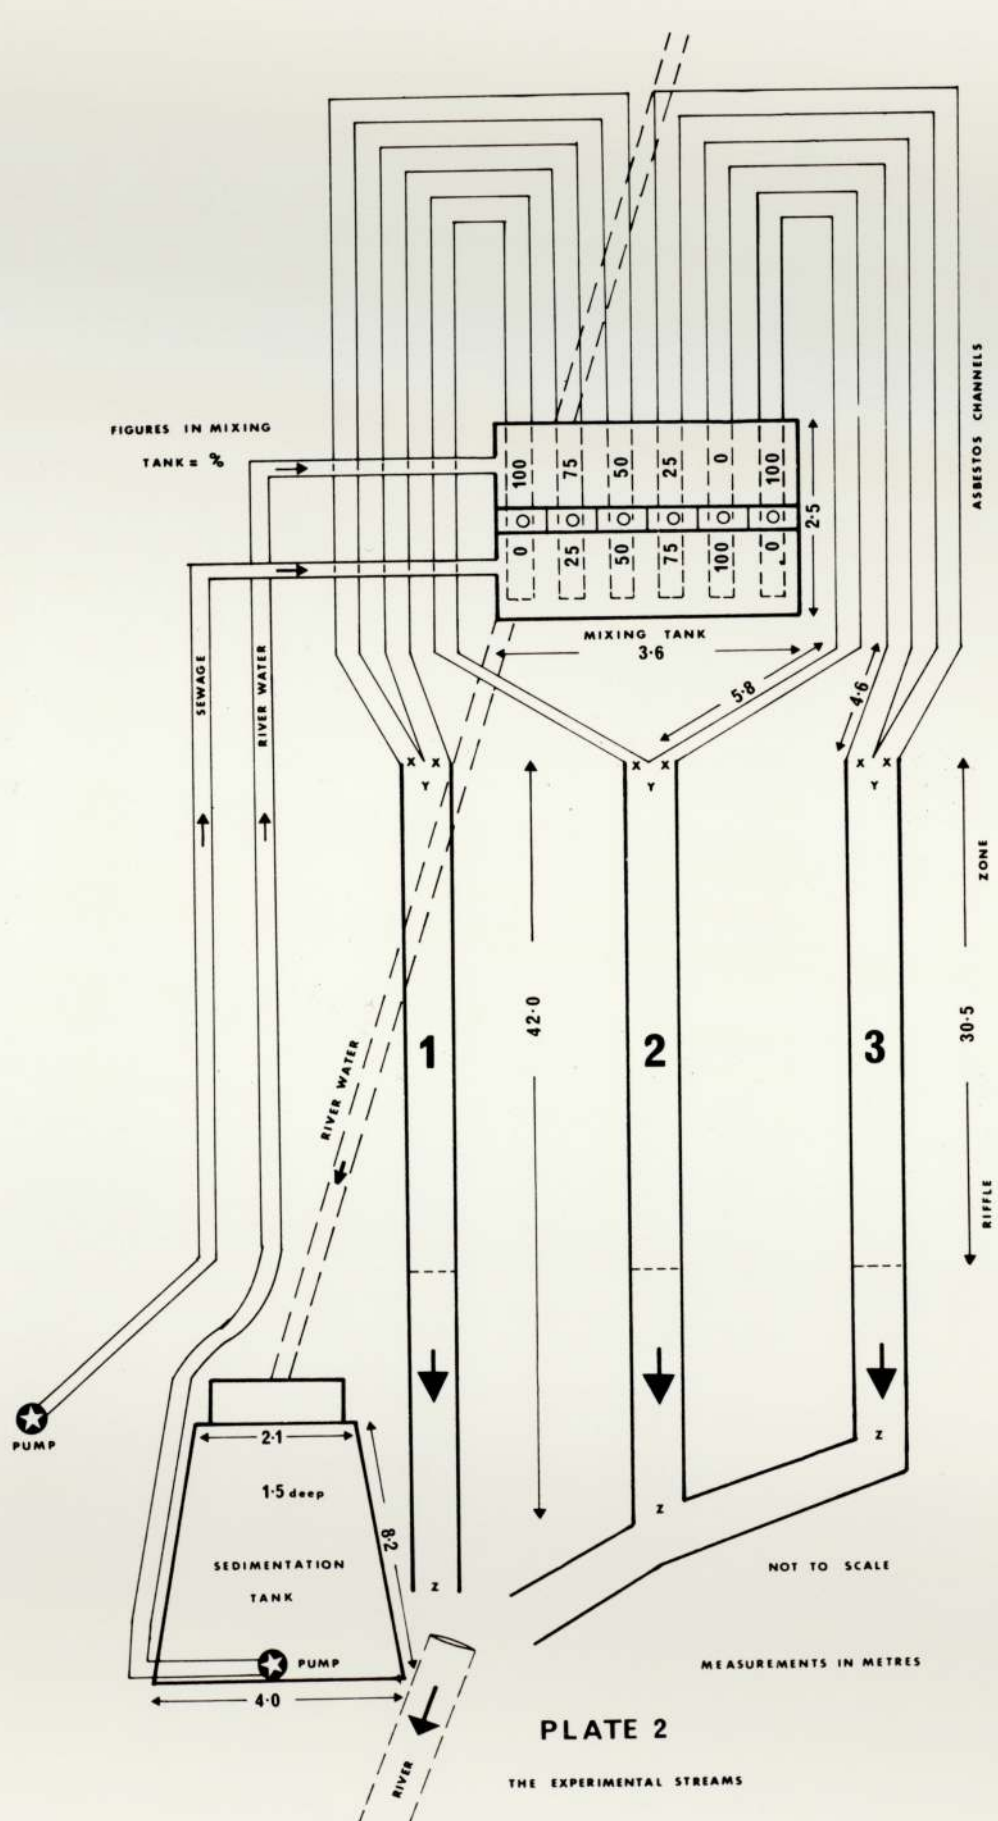 FIGURES IN MIXING
TANK = %
100 75 50 25 0 100
0 25 50 75 100 0
2·5
MIXING TANK
3·6
ASBESTOS CHANNELS
SEWAGE
RIVER WATER
5·8
4·6
X X
Y
X X
Y
X X
Y
ZONE
42·0
30·5
1
2
3
RIVER WATER
RIFFLE
PUMP
2·1
1·5 deep
8·2
SEDIMENTATION
TANK
PUMP
4·0
Z
Z
Z
NOT TO SCALE
MEASUREMENTS IN METRES
RIVER
PLATE 2
THE EXPERIMENTAL STREAMS